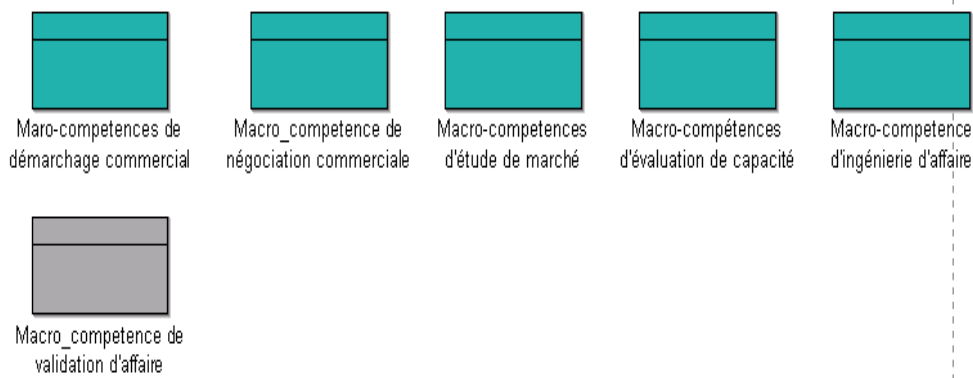 Maro-competences de
démarchage commercial
Macro_competence de
négociation commerciale
Macro-competences
d'étude de marché
Macro-compétences
d'évaluation de capacité
Macro-competence
d'ingénierie d'affaire
Macro_competence de
validation d'affaire